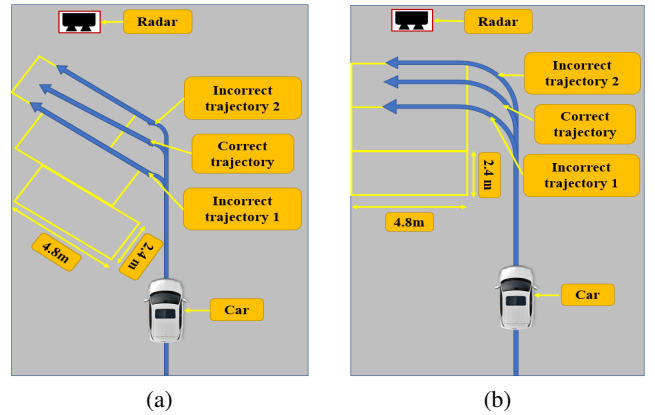 Radar
Incorrect
trajectory 2
Correct
trajectory
Incorrect
trajectory 1
2.4 m
4.8m
Car
(a)
Radar
Incorrect
trajectory 2
Correct
trajectory
Incorrect
trajectory 1
2.4 m
4.8m
Car
(b)